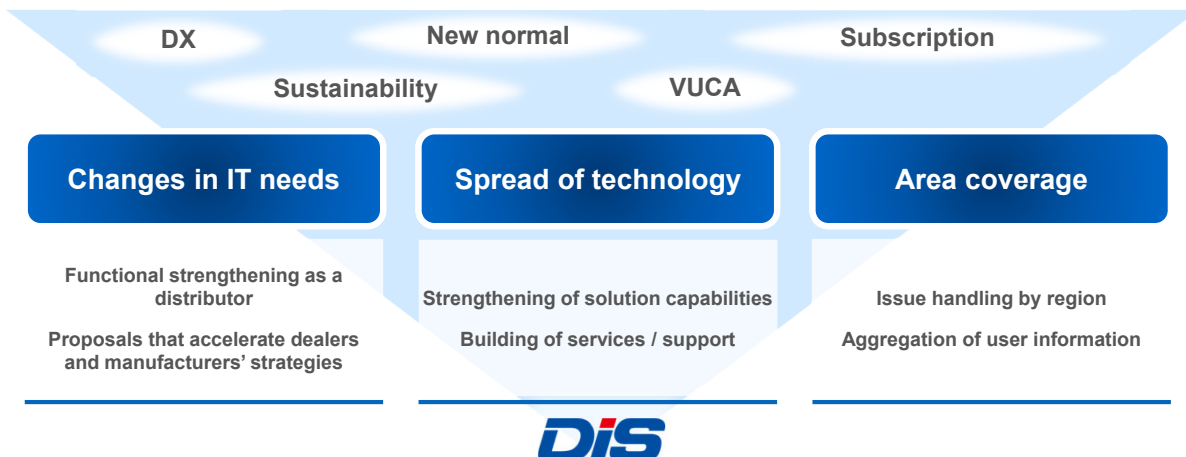 DX
New normal
Subscription
Sustainability
VUCA
Changes in IT needs
Spread of technology
Area coverage
Functional strengthening as a
distributor
Proposals that accelerate dealers
and manufacturers’ strategies
Strengthening of solution capabilities
Building of services / support
Issue handling by region
Aggregation of user information
DiS